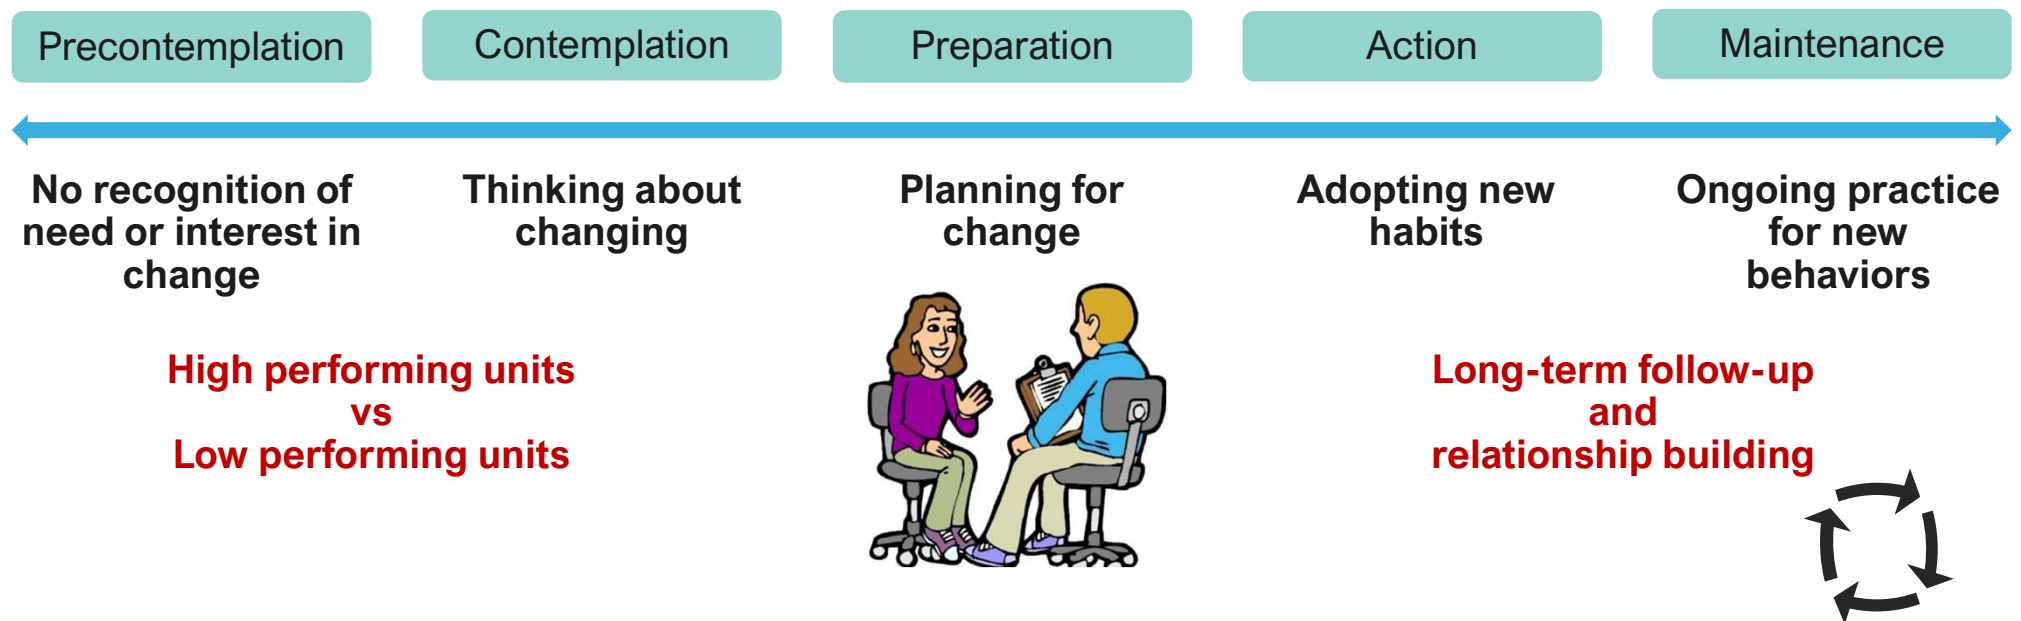 Precontemplation
Contemplation
Preparation
Action
Maintenance
No recognition of
need or interest in
change
Thinking about
changing
Planning for
change
Adopting new
habits
Ongoing practice
for new
behaviors
High performing units
vs
Low performing units
Long-term follow-up
and
relationship building